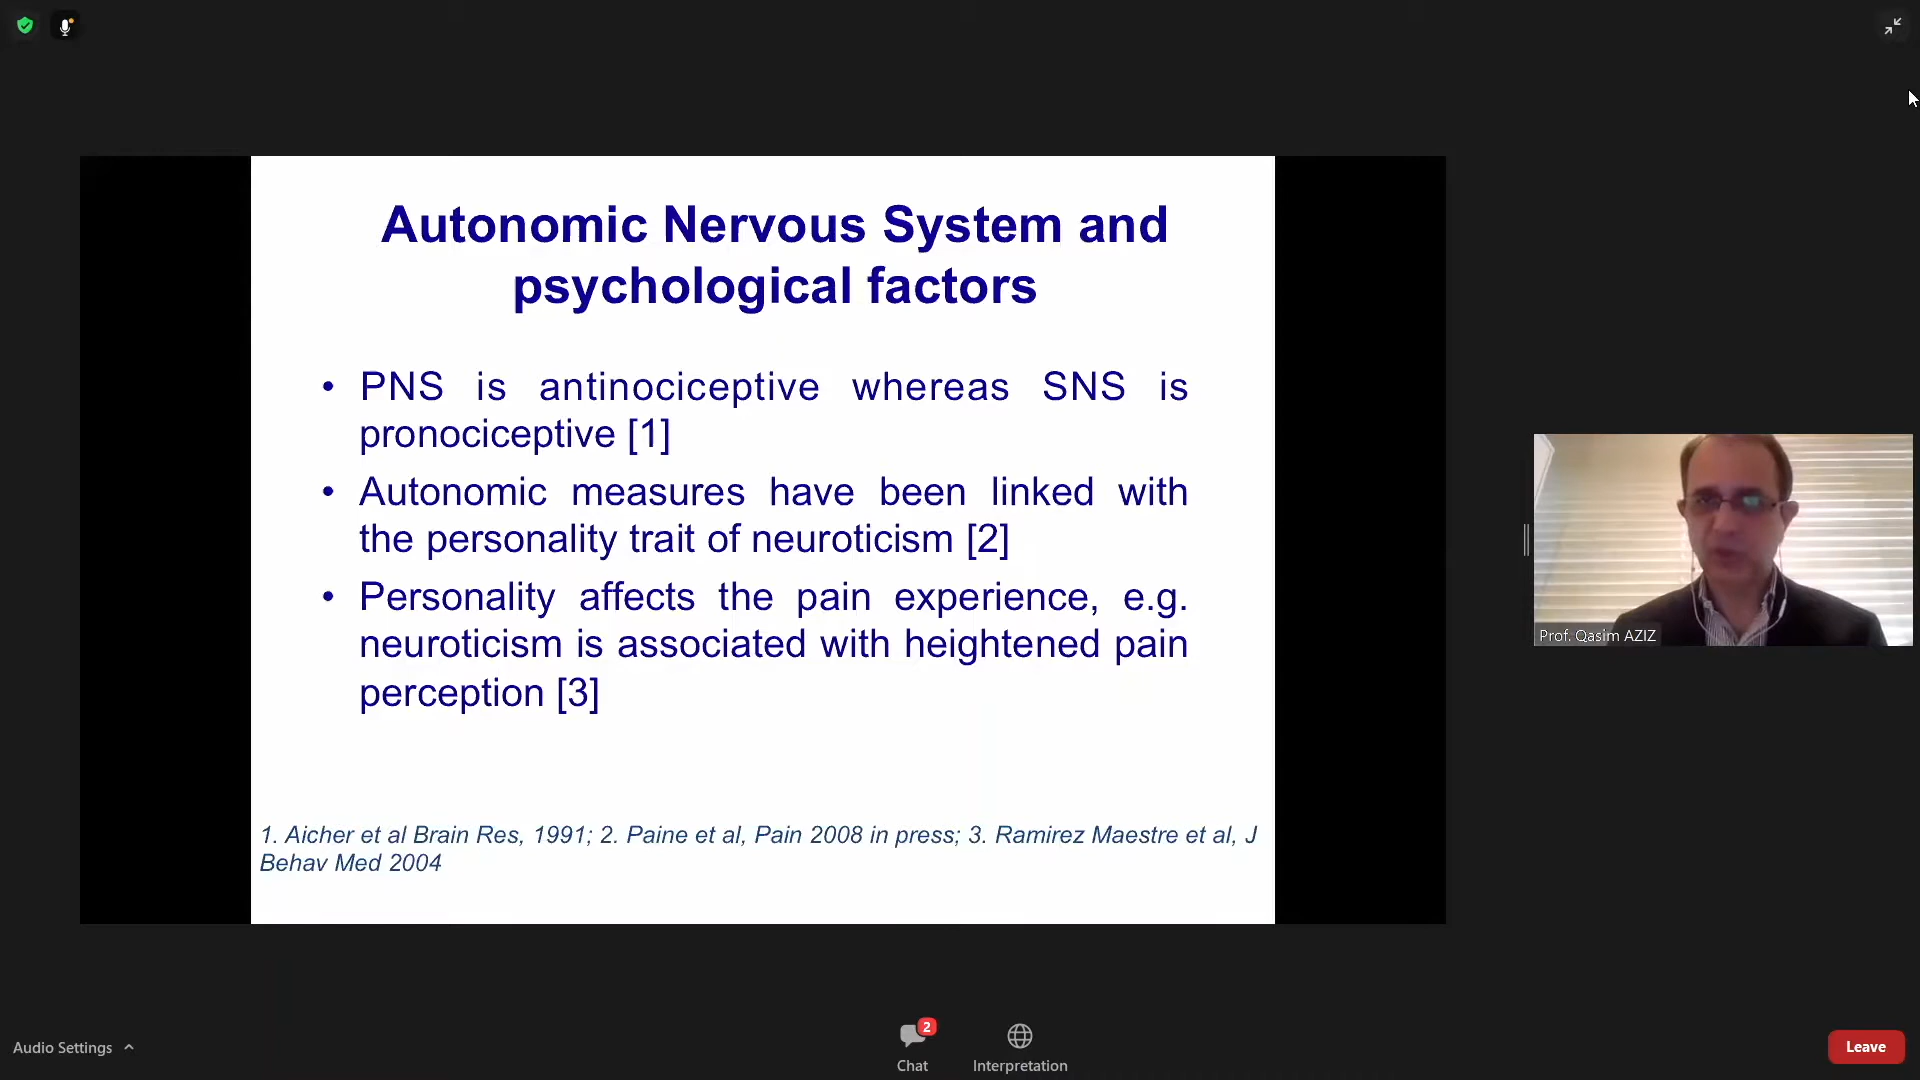 Autonomic Nervous System and
psychological factors
• PNS is antinociceptive whereas SNS is
pronociceptive [1]
• Autonomic measures have been linked with
the personality trait of neuroticism [2]
• Personality affects the pain experience, e.g.
neuroticism is associated with heightened pain
perception [3]
1. Aicher et al Brain Res, 1991; 2. Paine et al, Pain 2008 in press; 3. Ramirez Maestre et al, J
Behav Med 2004
Prof. Qasim AZIZ
Audio Settings
2
Chat
Interpretation
Leave